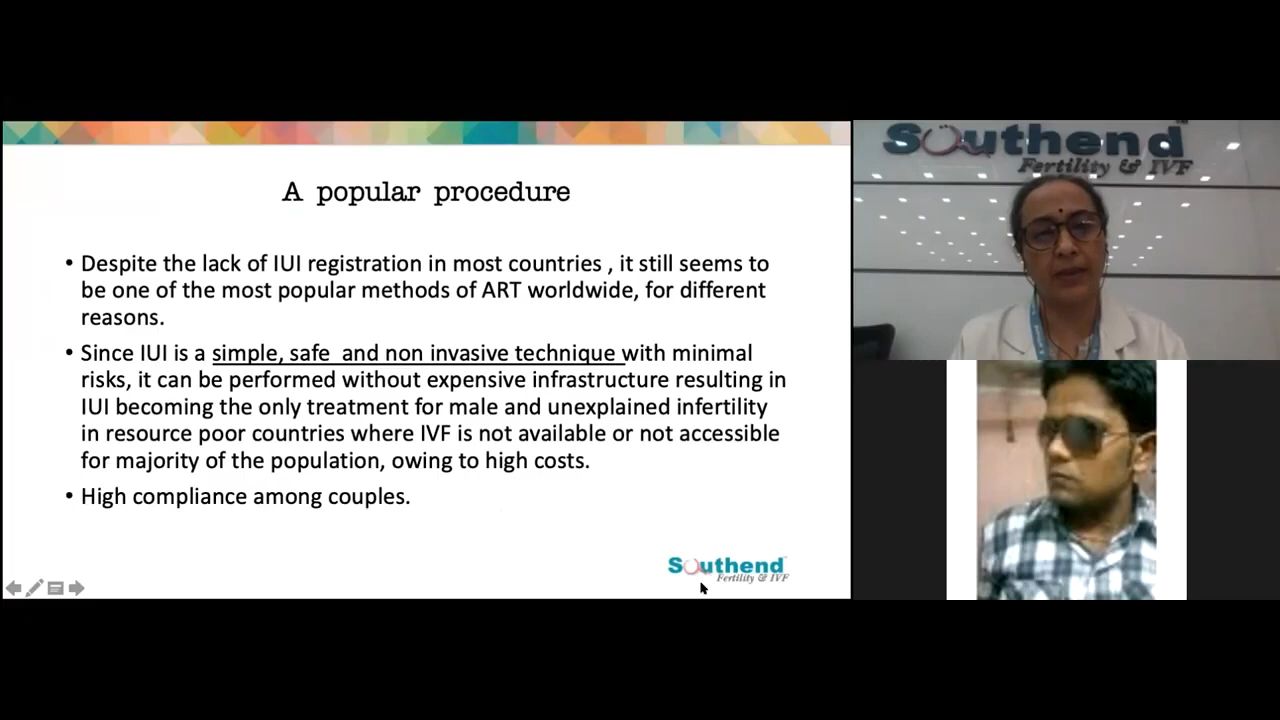 A popular procedure
• Despite the lack of IUI registration in most countries , it still seems to
be one of the most popular methods of ART worldwide, for different
reasons.
• Since IUI is a simple, safe and non invasive technique with minimal
risks, it can be performed without expensive infrastructure resulting in
IUI becoming the only treatment for male and unexplained infertility
in resource poor countries where IVF is not available or not accessible
for majority of the population, owing to high costs.
• High compliance among couples.
Southend
Fertility & IVF
Southend
Fertility & IVF